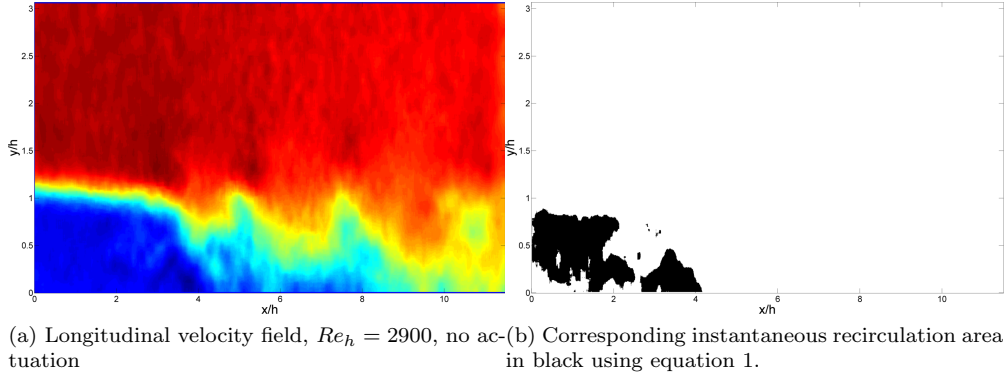 3
2.5
2
1.5
1
0.5
0
y/h
0 2 4 6 8 10
x/h
3
2.5
2
1.5
1
0.5
0
y/h
0 2 4 6 8 10
x/h
(a) Longitudinal velocity field, Re_h = 2900, no ac-
tuation
(b) Corresponding instantaneous recirculation area
in black using equation 1.